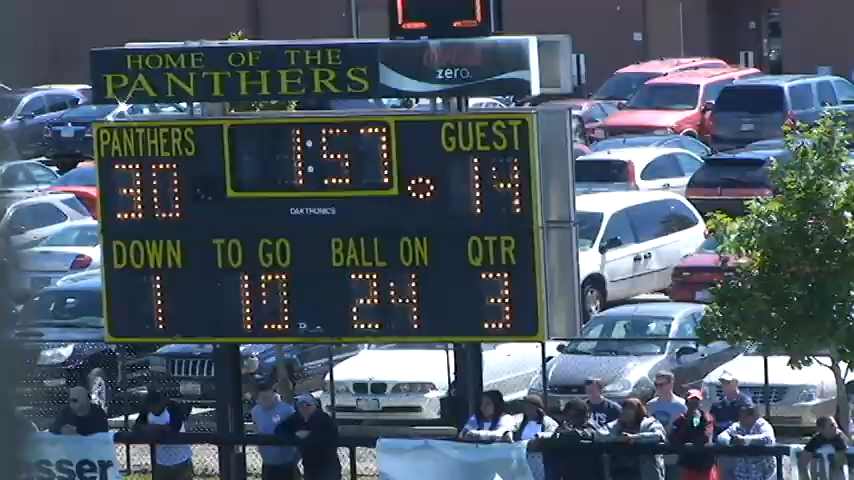 HOME OF THE
PANTHERS
zero.
PANTHERS 1:57 GUEST
30 14
DAKTRONICS
DOWN TO GO BALL ON QTR
1 10 24 3
sser